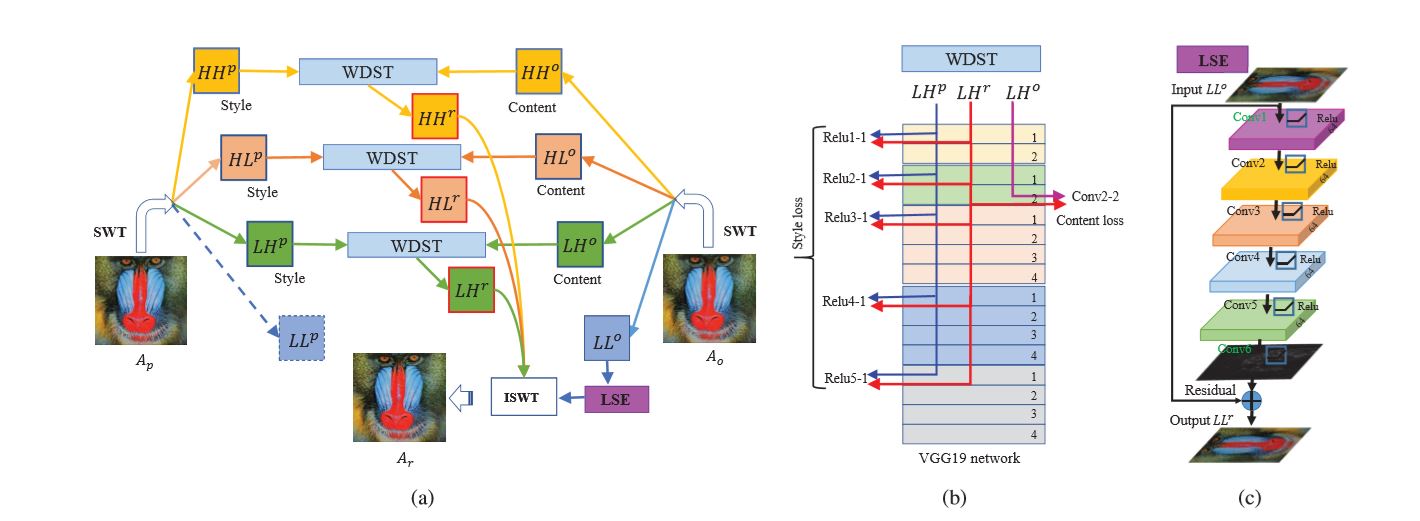 HH^p
WDST
HH^o
Style
Content
HH^r
HL^p
WDST
HL^o
Style
Content
HL^r
SWT
SWT
LH^p
WDST
LH^o
Style
Content
LH^r
LL^p
LL^o
A_p
A_o
ISWT
LSE
A_r
(a)
WDST
LH^p LH^r LH^o
Style loss
Relu1-1
1
2
Relu2-1
1
2
Conv2-2
Content loss
Relu3-1
1
2
3
4
Relu4-1
1
2
3
4
Relu5-1
1
2
3
4
VGG19 network
(b)
LSE
Input LL^o
Conv1
Relu
64
Conv2
Relu
64
Conv3
Relu
64
Conv4
Relu
64
Conv5
Relu
64
Conv6
Residual
Output LL^r
(c)